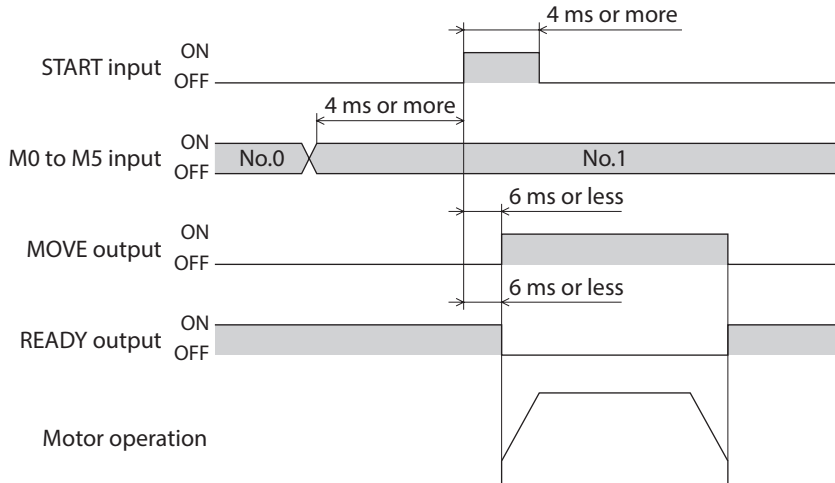 4 ms or more
ON
START input
OFF
4 ms or more
ON
M0 to M5 input
No.0
No.1
OFF
6 ms or less
ON
MOVE output
OFF
6 ms or less
ON
READY output
OFF
Motor operation